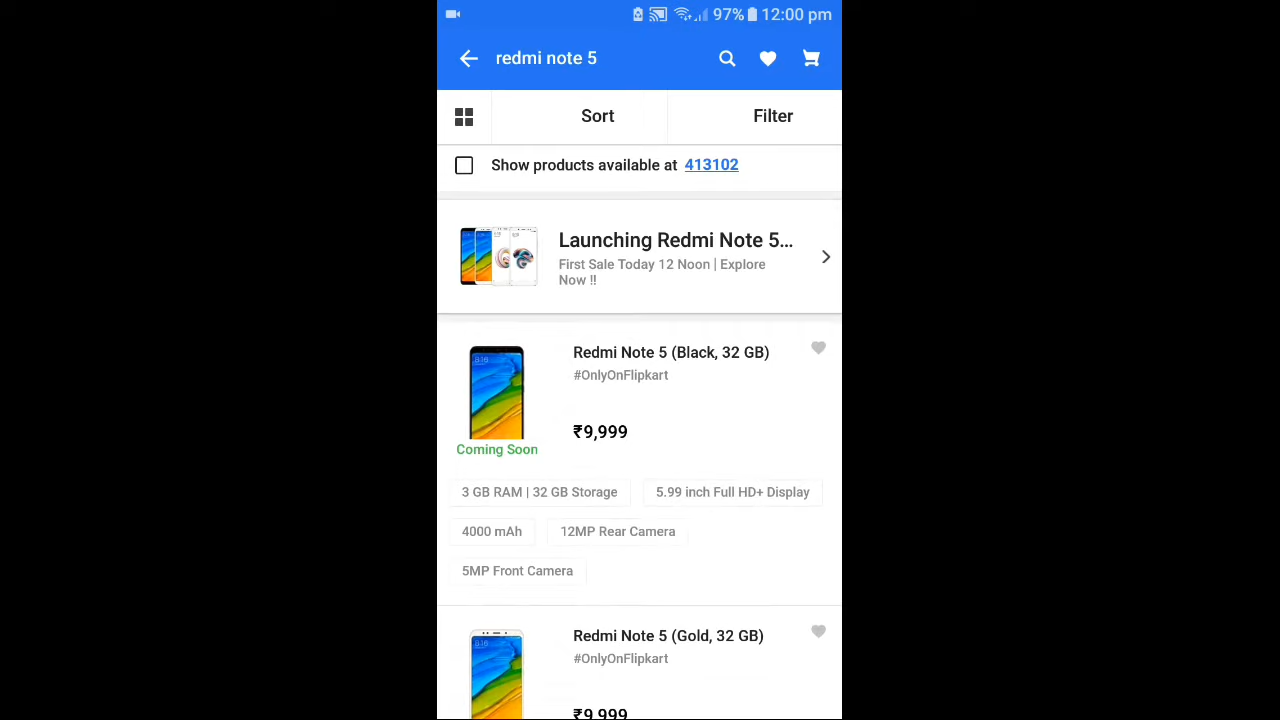 97% 12:00 pm
redmi note 5
Sort Filter
Show products available at 413102
Launching Redmi Note 5...
First Sale Today 12 Noon | Explore
Now !!
Redmi Note 5 (Black, 32 GB)
#OnlyOnFlipkart
₹9,999
Coming Soon
3 GB RAM | 32 GB Storage 5.99 inch Full HD+ Display
4000 mAh 12MP Rear Camera
5MP Front Camera
Redmi Note 5 (Gold, 32 GB)
#OnlyOnFlipkart
₹9,999